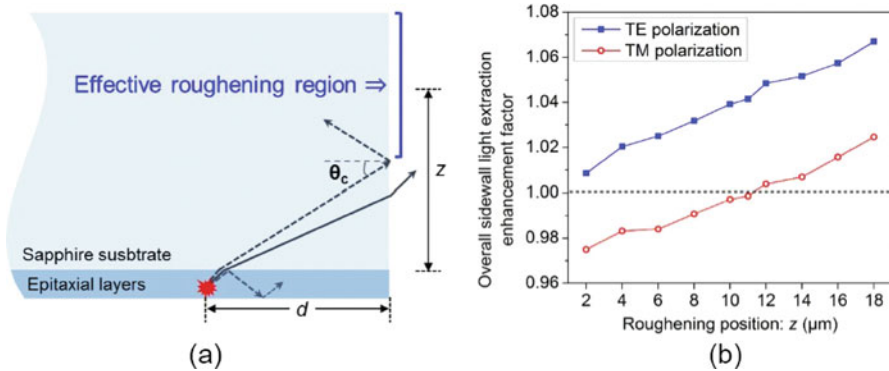 Effective roughening region ⇒
θc
z
Sapphire susbtrate
Epitaxial layers
d
(a)
Overall sidewall light extraction
enhancement factor
1.08
1.06
1.04
1.02
1.00
0.98
0.96
TE polarization
TM polarization
2 4 6 8 10 12 14 16 18
Roughening position: z (μm)
(b)